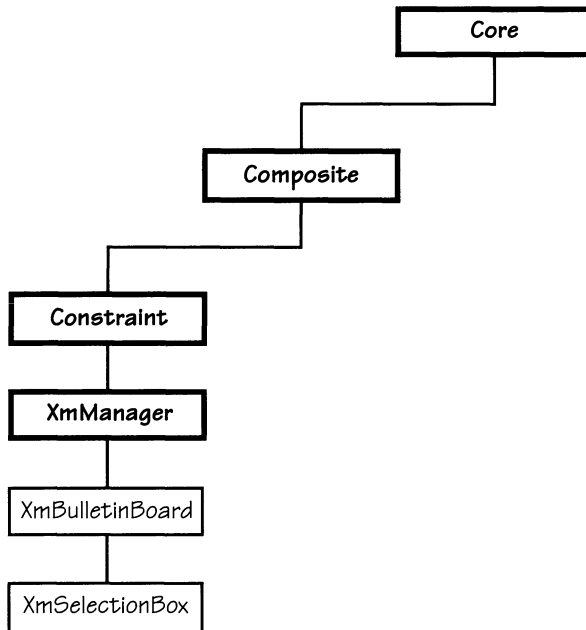 Core
Composite
Constraint
XmManager
XmBulletinBoard
XmSelectionBox